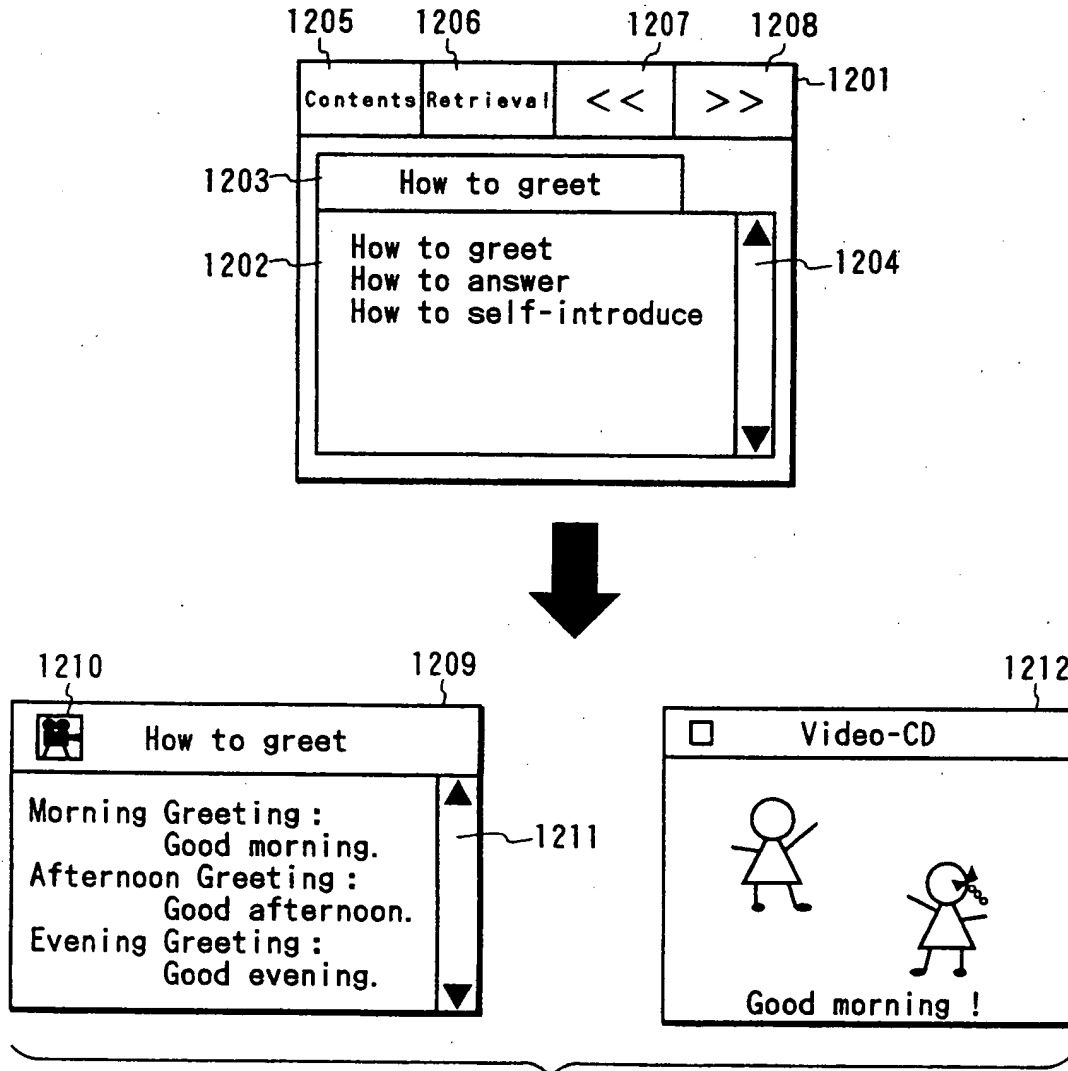 1205 1206 1207 1208
1201
Contents Retrieval << >>
1203 How to greet
1202 How to greet
1204
How to answer
How to self-introduce
1210 1209 1212
How to greet
Video-CD
Morning Greeting :
Good morning.
1211
Afternoon Greeting :
Good afternoon.
Evening Greeting :
Good evening.
Good morning !